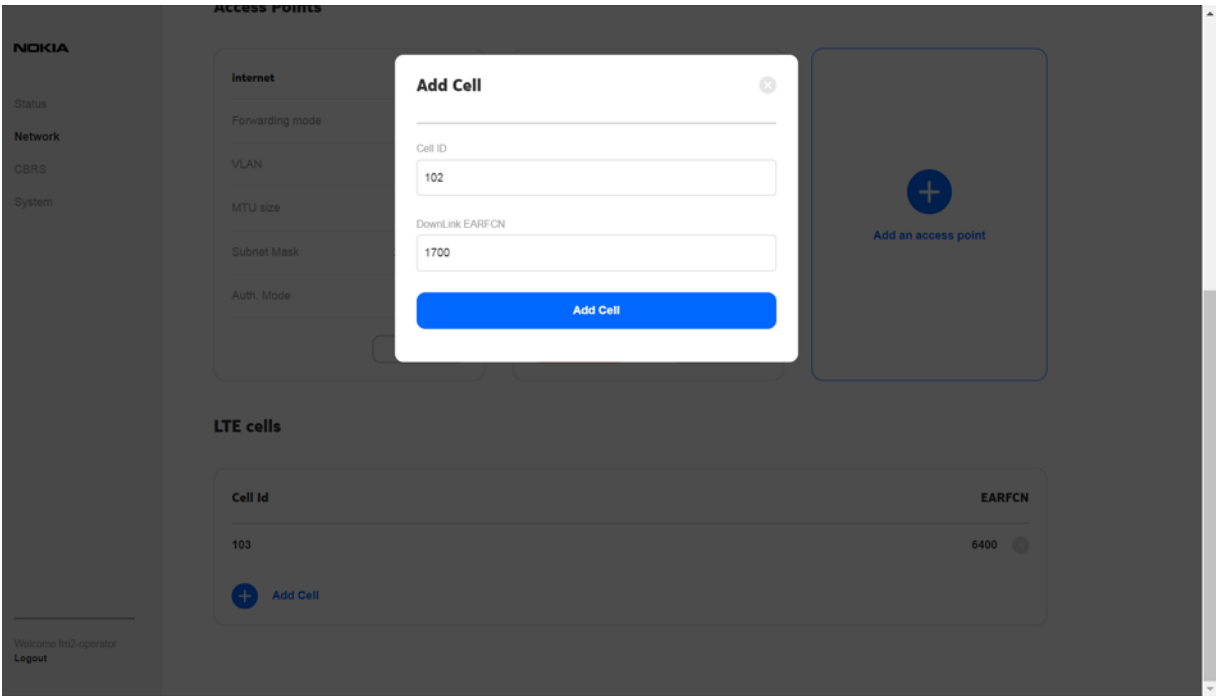 Access Points
NOKIA
Status
Network
CBRS
System
internet
Forwarding mode
VLAN
MTU size
Subnet Mask
Auth. Mode
Add Cell
Cell ID
102
DownLink EARFCN
1700
Add Cell
Add an access point
LTE cells
Cell Id EARFCN
103 6400
Add Cell
Welcome fm2-operator
Logout